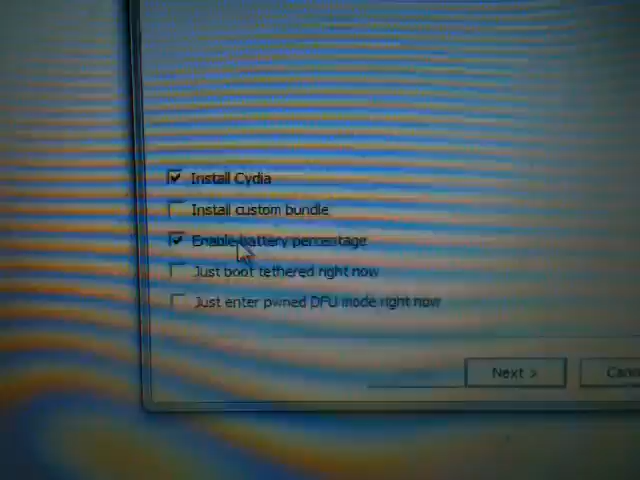 Install Cydia
Install custom bundle
Enable battery percentage
Just boot tethered right now
Just enter pwned DFU mode right now
Next >